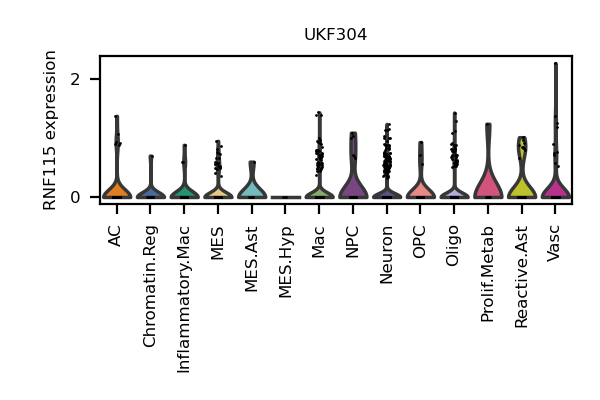 UKF304
RNF115 expression
2
0
AC
Chromatin.Reg
Inflammatory.Mac
MES
MES.Ast
MES.Hyp
Mac
NPC
Neuron
OPC
Oligo
Prolif.Metab
Reactive.Ast
Vasc